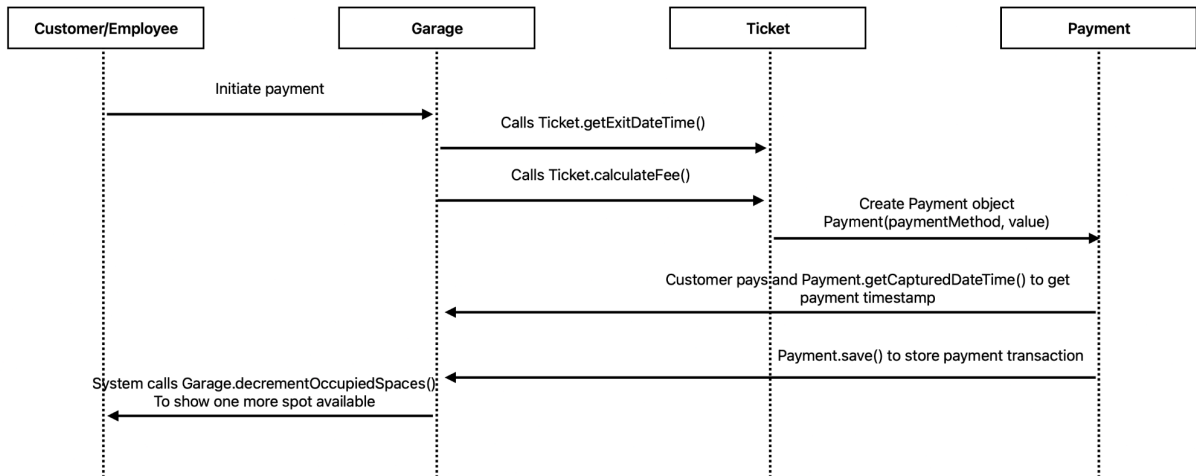 Customer/Employee
Garage
Ticket
Payment
Initiate payment
Calls Ticket.getExitDateTime()
Calls Ticket.calculateFee()
Create Payment object
Payment(paymentMethod, value)
Customer pays and Payment.getCapturedDateTime() to get
payment timestamp
Payment.save() to store payment transaction
System calls Garage.decrementOccupiedSpaces()
To show one more spot available